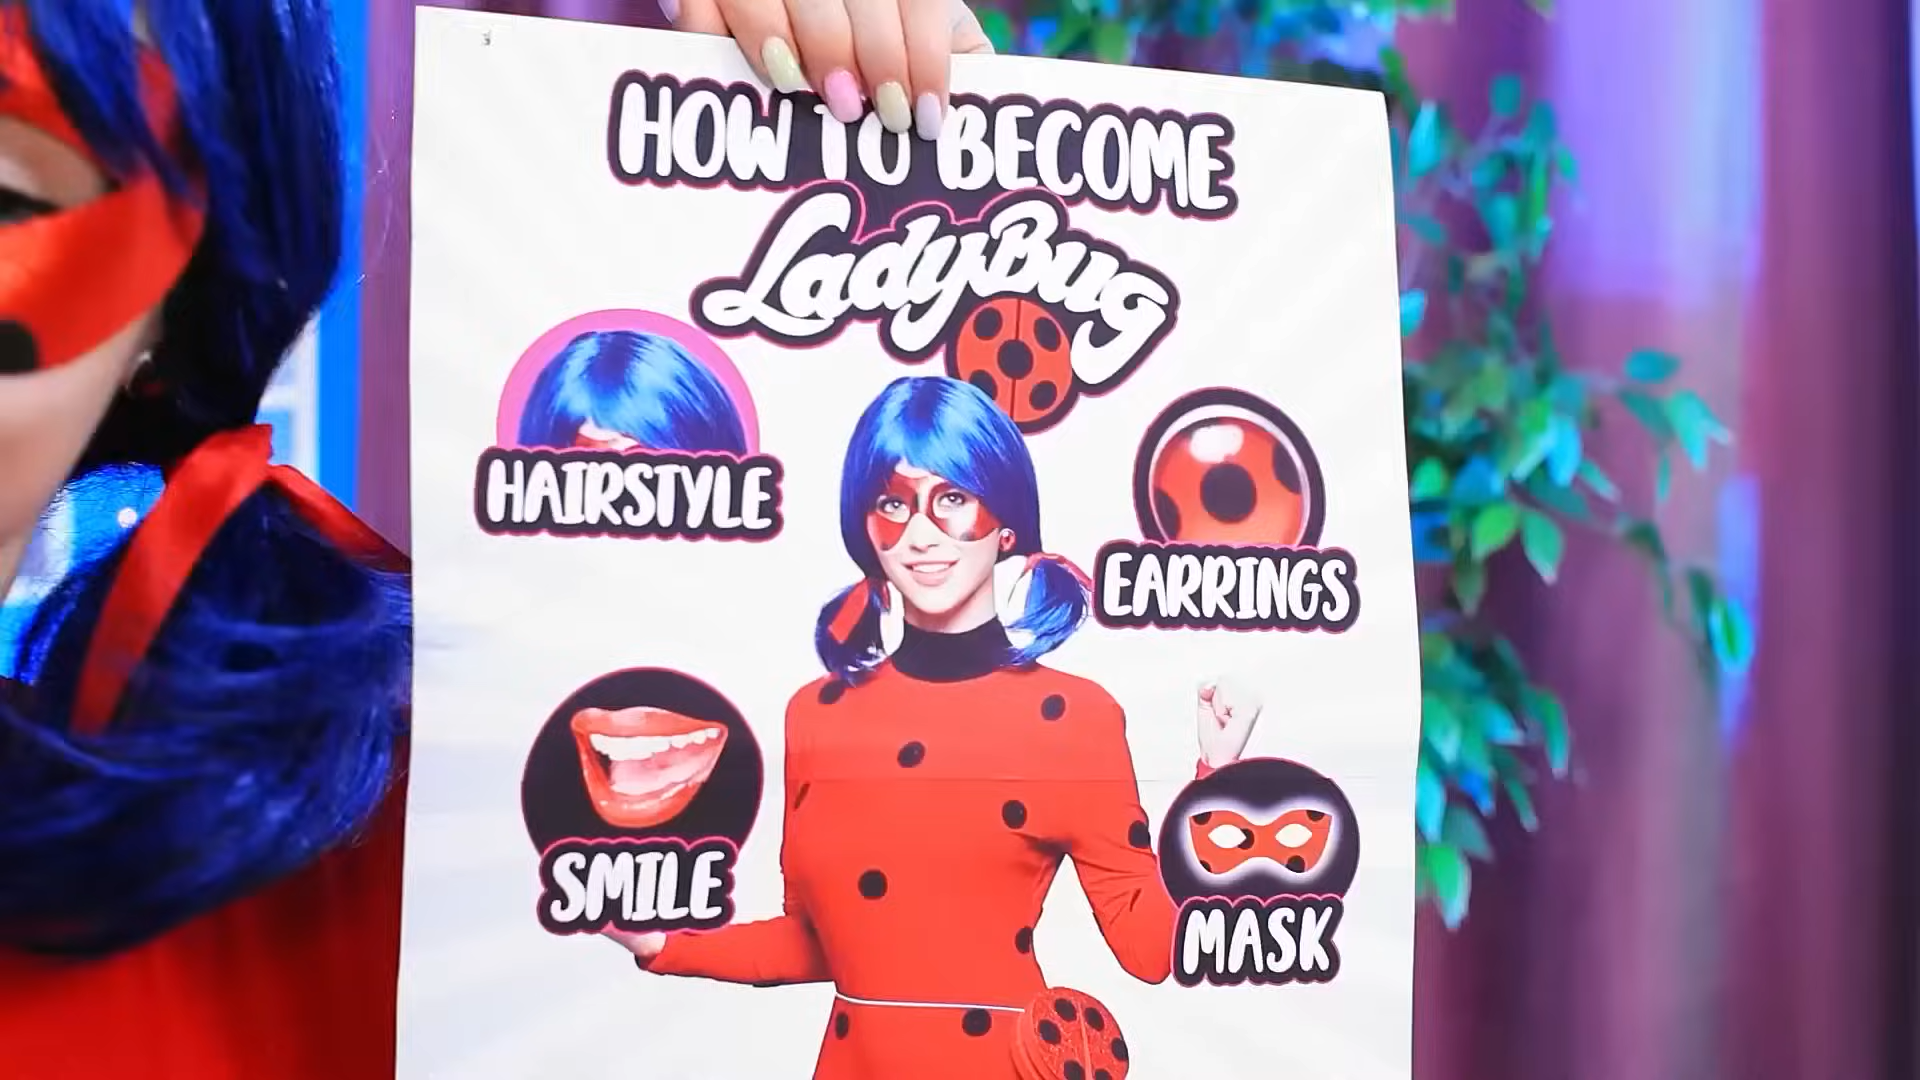 HOW TO BECOME
LadyBug
HAIRSTYLE
EARRINGS
SMILE
MASK